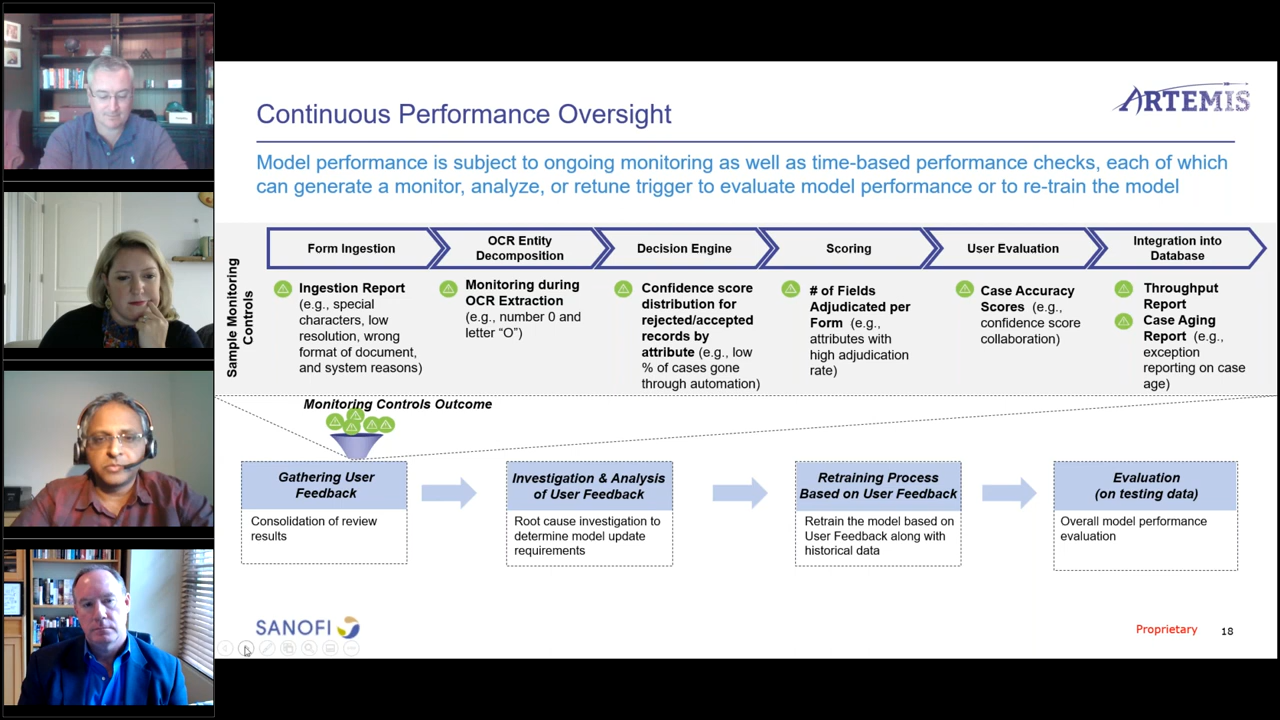 Continuous Performance Oversight
ARTEMIS
Model performance is subject to ongoing monitoring as well as time-based performance checks, each of which
can generate a monitor, analyze, or retune trigger to evaluate model performance or to re-train the model
Sample Monitoring
Controls
Form Ingestion
OCR Entity
Decomposition
Decision Engine
Scoring
User Evaluation
Integration into
Database
Ingestion Report
(e.g., special
characters, low
resolution, wrong
format of document,
and system reasons)
Monitoring during
OCR Extraction
(e.g., number 0 and
letter “O”)
Confidence score
distribution for
rejected/accepted
records by
attribute (e.g., low
% of cases gone
through automation)
# of Fields
Adjudicated per
Form (e.g.,
attributes with
high adjudication
rate)
Case Accuracy
Scores (e.g.,
confidence score
collaboration)
Throughput
Report
Case Aging
Report (e.g.,
exception
reporting on case
age)
Monitoring Controls Outcome
Gathering User
Feedback
Consolidation of review
results
Investigation & Analysis
of User Feedback
Root cause investigation to
determine model update
requirements
Retraining Process
Based on User Feedback
Retrain the model based on
User Feedback along with
historical data
Evaluation
(on testing data)
Overall model performance
evaluation
SANOFI
Proprietary
18